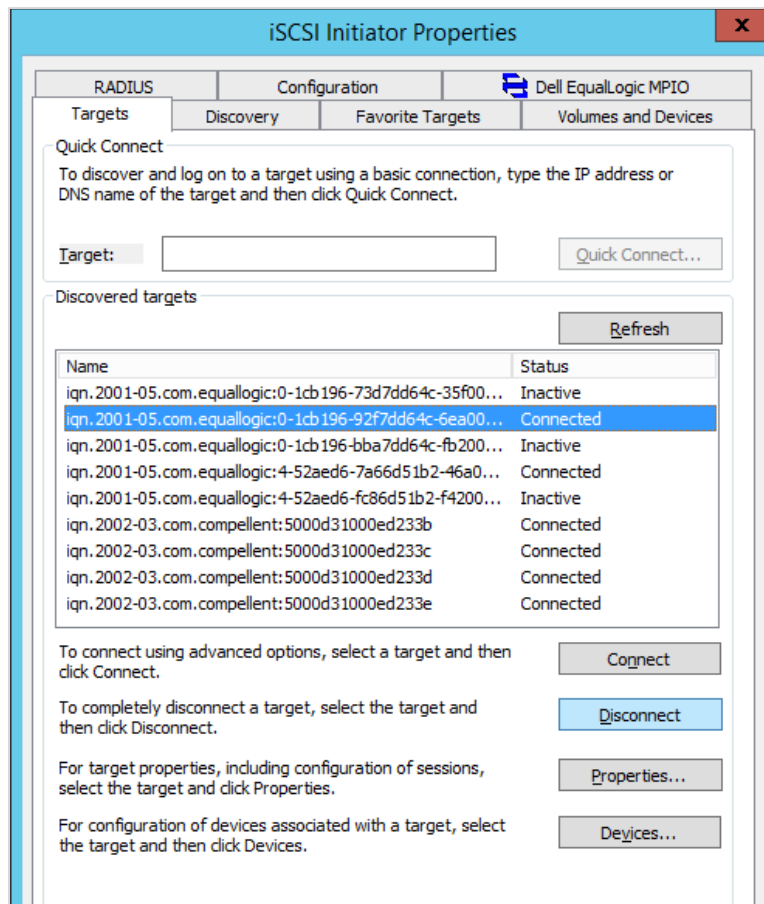 iSCSI Initiator Properties
x
RADIUS
Configuration
Dell EqualLogic MPIO
Targets
Discovery
Favorite Targets
Volumes and Devices
Quick Connect
To discover and log on to a target using a basic connection, type the IP address or
DNS name of the target and then click Quick Connect.
Target:
Quick Connect...
Discovered targets
Refresh
Name Status
iqn.2001-05.com.equallogic:0-1cb196-73d7dd64c-35f00... Inactive
iqn.2001-05.com.equallogic:0-1cb196-92f7dd64c-6ea00... Connected
iqn.2001-05.com.equallogic:0-1cb196-bba7dd64c-fb200... Inactive
iqn.2001-05.com.equallogic:4-52aed6-7a66d51b2-46a0... Connected
iqn.2001-05.com.equallogic:4-52aed6-fc86d51b2-f4200... Inactive
iqn.2002-03.com.compellent:5000d31000ed233b Connected
iqn.2002-03.com.compellent:5000d31000ed233c Connected
iqn.2002-03.com.compellent:5000d31000ed233d Connected
iqn.2002-03.com.compellent:5000d31000ed233e Connected
To connect using advanced options, select a target and then
click Connect.
Connect
To completely disconnect a target, select the target and
then click Disconnect.
Disconnect
For target properties, including configuration of sessions,
select the target and click Properties.
Properties...
For configuration of devices associated with a target, select
the target and then click Devices.
Devices...